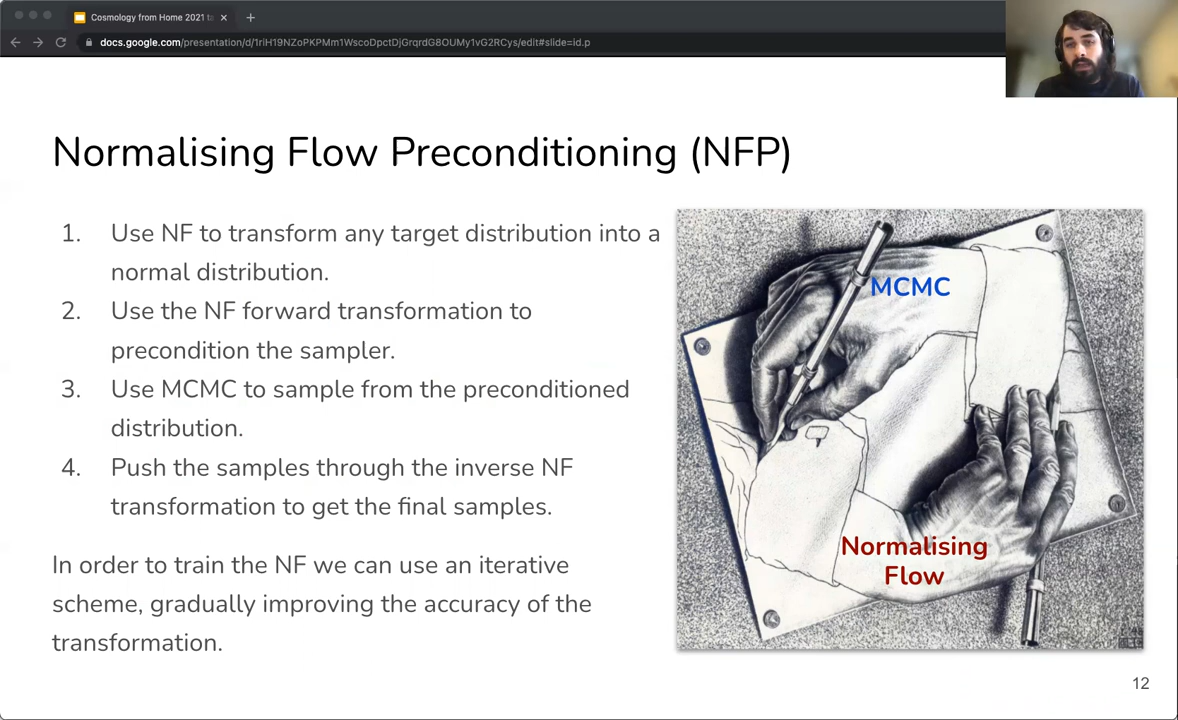 Cosmology from Home 2021 t
docs.google.com/presentation/d/1riH19NZoPKPMm1WscoDpctDjGrqrdG8OUMy1vG2RCys/edit#slide=id.p
Normalising Flow Preconditioning (NFP)
1. Use NF to transform any target distribution into a
normal distribution.
2. Use the NF forward transformation to
precondition the sampler.
3. Use MCMC to sample from the preconditioned
distribution.
4. Push the samples through the inverse NF
transformation to get the final samples.
In order to train the NF we can use an iterative
scheme, gradually improving the accuracy of the
transformation.
MCMC
Normalising
Flow
12